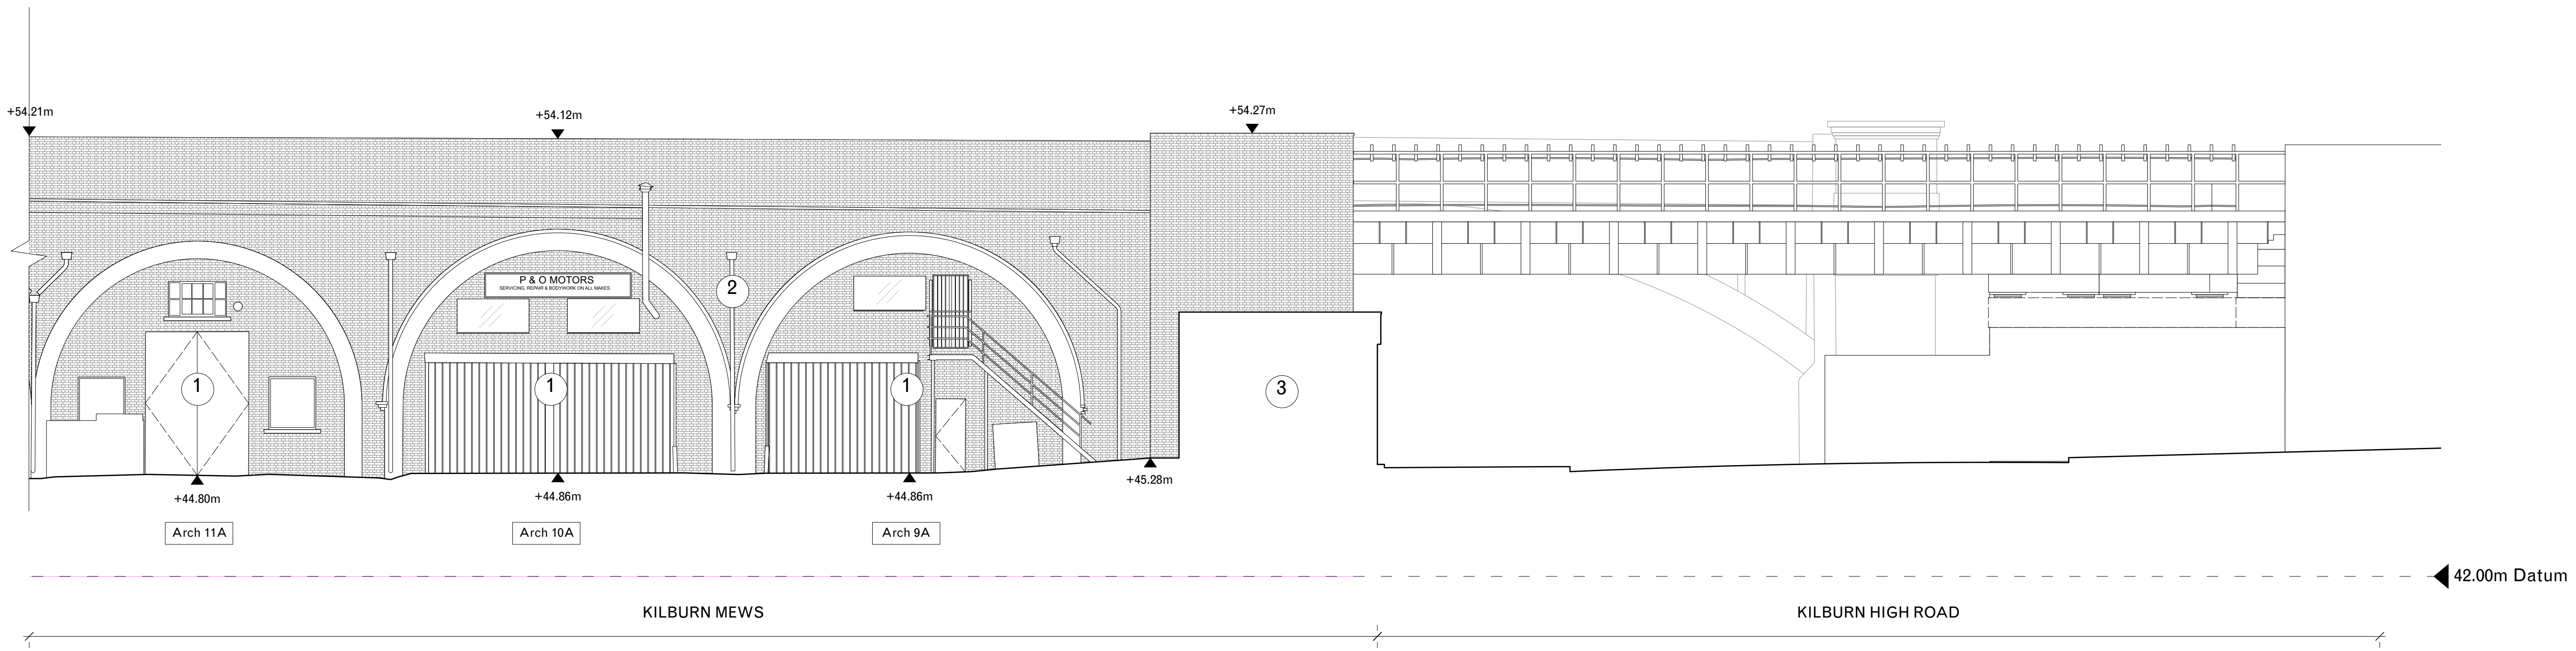 +54.21m
+54.12m
+54.27m
P & O MOTORS
SERVICING, REPAIR & BODYWORK ON ALL MAKES
2
1
1
1
3
+44.80m
+44.86m
+44.86m
+45.28m
Arch 11A
Arch 10A
Arch 9A
42.00m Datum
KILBURN MEWS
KILBURN HIGH ROAD